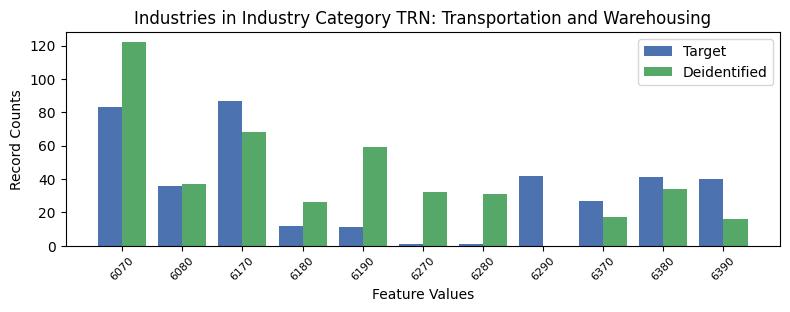 Industries in Industry Category TRN: Transportation and Warehousing
Target
Deidentified
Record Counts
120
100
80
60
40
20
0
6070 6080 6170 6180 6190 6270 6280 6290 6370 6380 6390
Feature Values